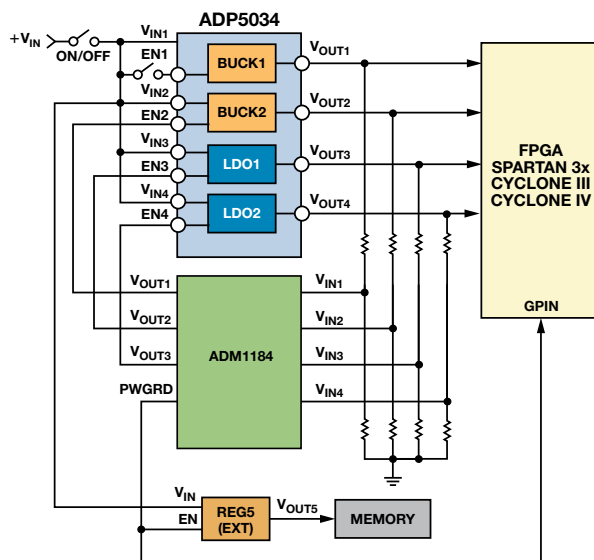 ADP5034
+VIN
ON/OFF
VIN1
EN1
VIN2
EN2
VIN3
EN3
VIN4
EN4
BUCK1
BUCK2
LDO1
LDO2
VOUT1
VOUT2
VOUT3
VOUT4
FPGA
SPARTAN 3x
CYCLONE III
CYCLONE IV
GPIN
VOUT1
VOUT2
VOUT3
PWGRD
ADM1184
VIN1
VIN2
VIN3
VIN4
VIN
EN
REG5
(EXT)
VOUT5
MEMORY